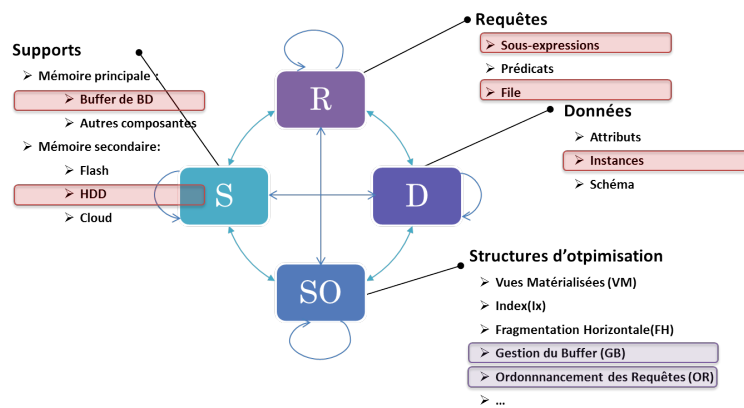 Supports
➢ Mémoire principale :
➢ Buffer de BD
➢ Autres composantes
➢ Mémoire secondaire:
➢ Flash
➢ HDD
➢ Cloud
R
S
D
SO
Requêtes
➢ Sous-expressions
➢ Prédicats
➢ File
Données
➢ Attributs
➢ Instances
➢ Schéma
Structures d'otpimisation
➢ Vues Matérialisées (VM)
➢ Index(Ix)
➢ Fragmentation Horizontale(FH)
➢ Gestion du Buffer (GB)
➢ Ordonnnancement des Requêtes (OR)
➢ ...